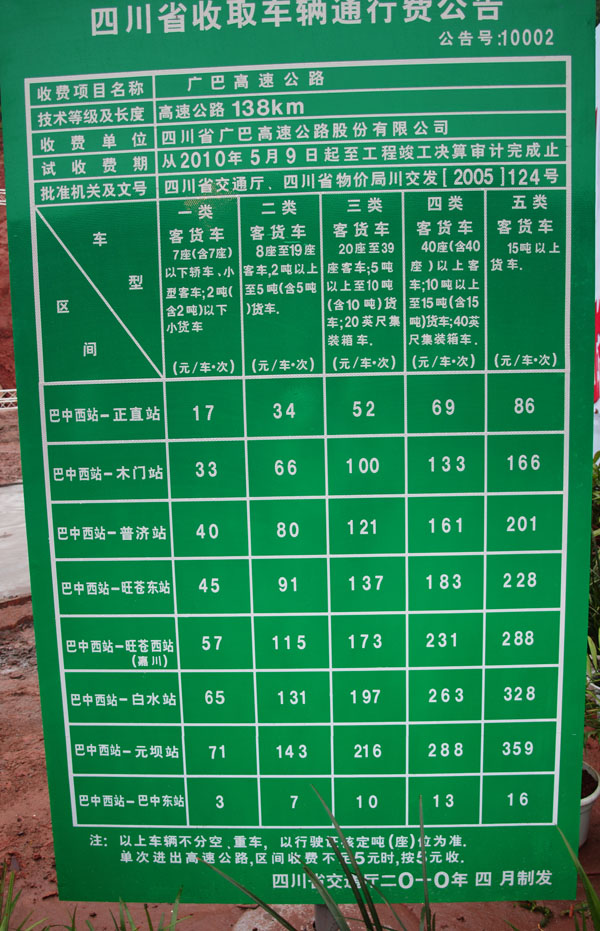 四川省收取车辆通行费公告
公告号:10002
收费项目名称 广巴高速公路
技术等级及长度 高速公路138km
收费单位 四川省广巴高速公路股份有限公司
试收费期 从2010年5月9日起至工程竣工决算审计完成止
批准机关及文号 四川省交通厅、四川省物价局川交发[2005]124号
车型
区间
一类
客货车
7座(含7座)
以下轿车、小
型客车;2吨(
含2吨)以下
小货车
(元/车·次)
二类
客货车
8座至19座
客车,2吨以上
至5吨(含5吨
)货车.
(元/车·次)
三类
客货车
20座至39
座客车;5吨
以上至10吨
(含10吨)货
车;20英尺集
装箱车.
(元/车·次)
四类
客货车
40座(含40
座)以上客
车;10吨以上
至15吨(含15
吨)货车;40英
尺集装箱车.
(元/车·次)
五类
客货车
15吨以上
货车.
(元/车·次)
巴中西站-正直站 17 34 52 69 86
巴中西站-木门站 33 66 100 133 166
巴中西站-普济站 40 80 121 161 201
巴中西站-旺苍东站 45 91 137 183 228
巴中西站-旺苍西站 57 115 173 231 288
(嘉川)
巴中西站-白水站 65 131 197 263 328
巴中西站-元坝站 71 143 216 288 359
巴中西站-巴中东站 3 7 10 13 16
注: 以上车辆不分空、重车, 以行驶证核定吨(座)位为准.
单次进出高速公路,区间收费不足5元时,按5元收.
四川省交通厅二0一0年 四 月制发